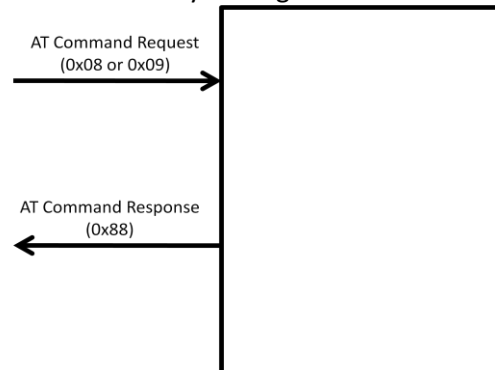 AT Command Request
(0x08 or 0x09)
AT Command Response
(0x88)